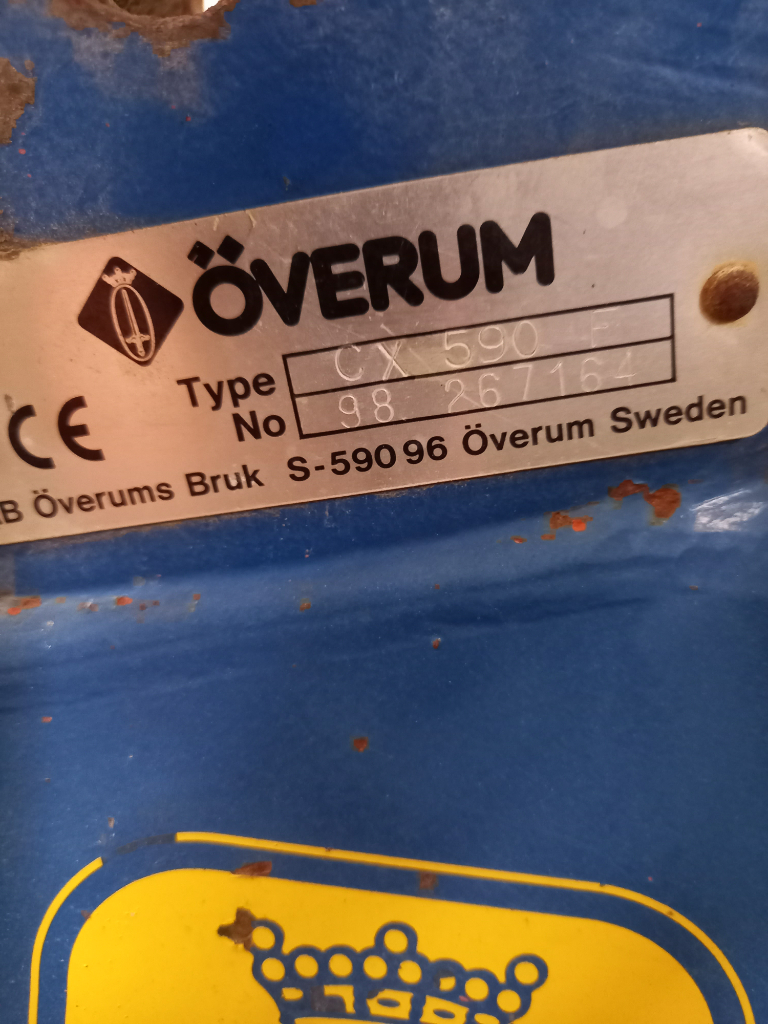 ÖVERUM
Type CX 590 F
No 98 267164
CE
B Överums Bruk S-590 96 Överum Sweden